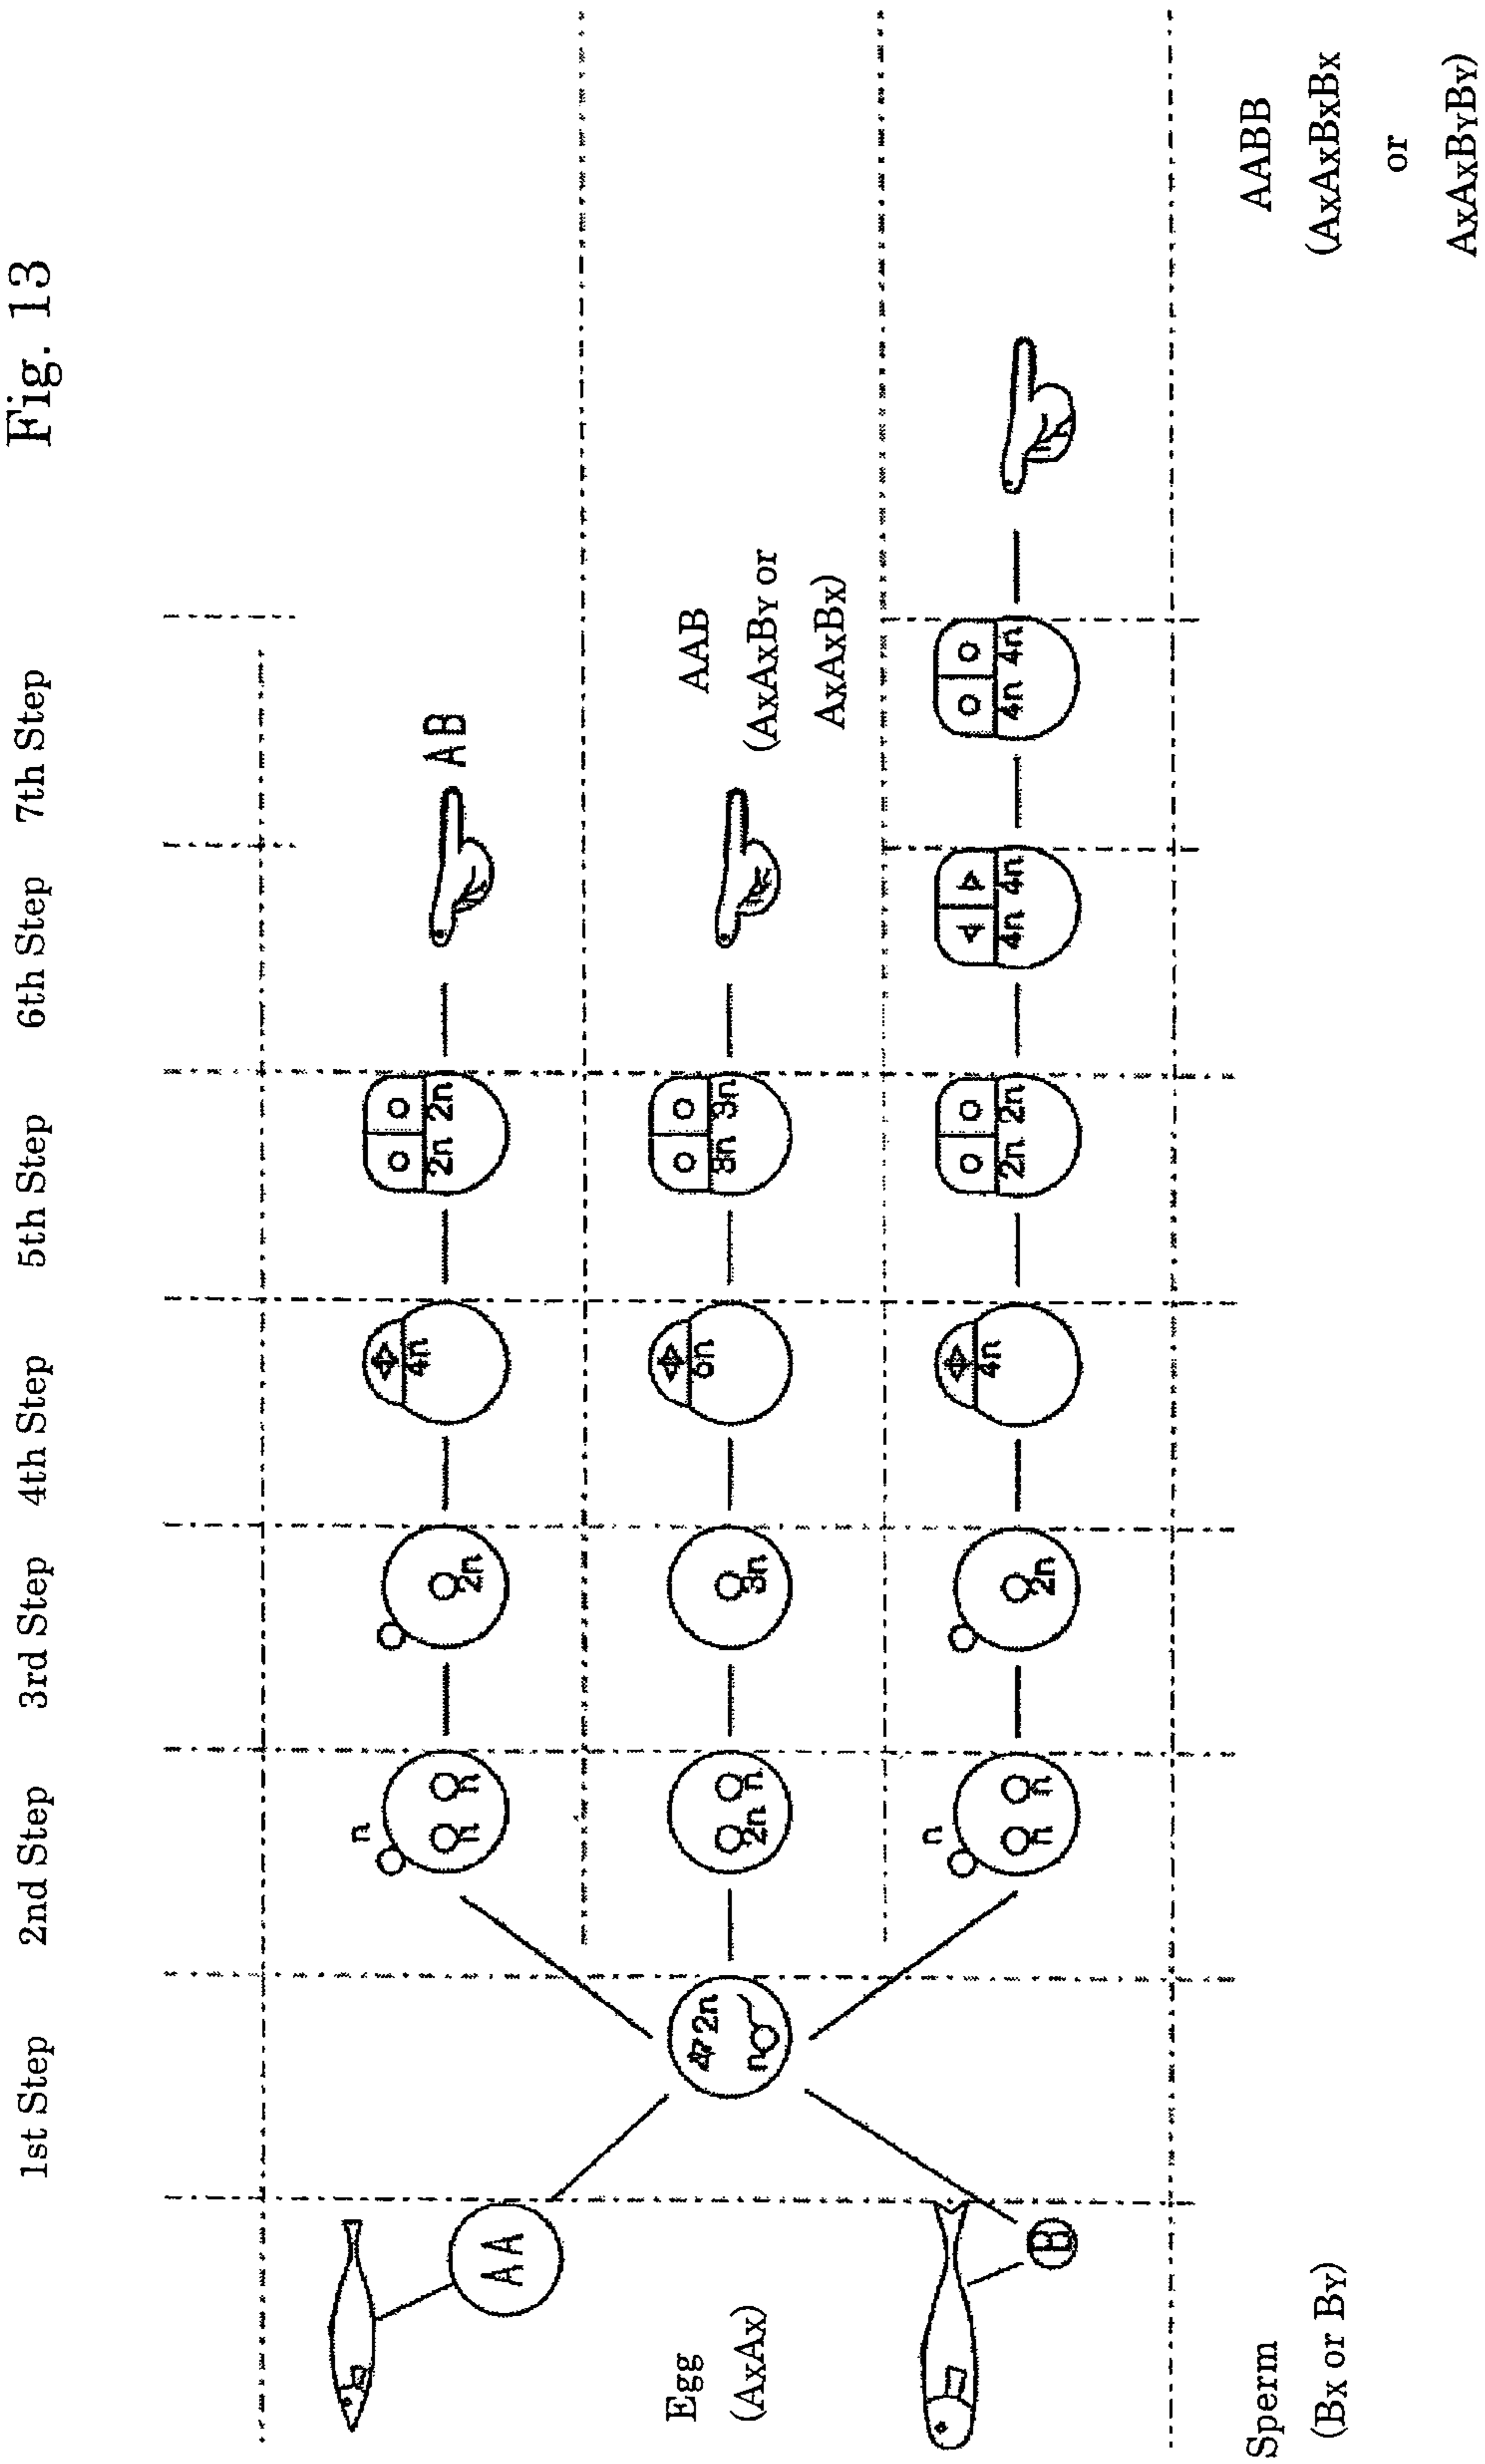 Fig. 13
1st Step 2nd Step 3rd Step 4th Step 5th Step 6th Step 7th Step
AA
n
n n
2n
4n
2n 2n
AB
Egg
(AXAX)
2n
n
2n n
3n
6n
3n 3n
AAB
(AXAXBY or
AXAXBX)
B
n
n n
2n
4n
2n 2n
4n 4n
4n 4n
Sperm
(BX or BY)
AABB
(AXAXBXBX
or
AXAXBYBY)